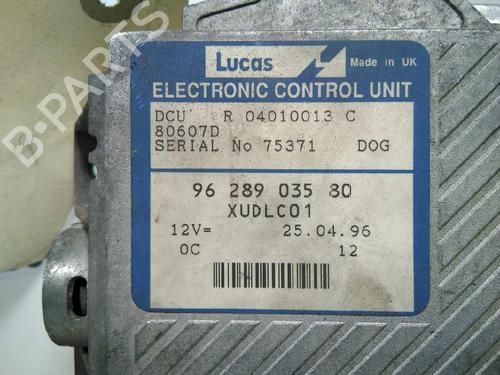 B-PARTS
Lucas Made in UK
ELECTRONIC CONTROL UNIT
DCU R 04010013 C
80607D
SERIAL No 75371 DOG
96 289 035 80
XUDLC01
12V= 25.04.96
0C 12